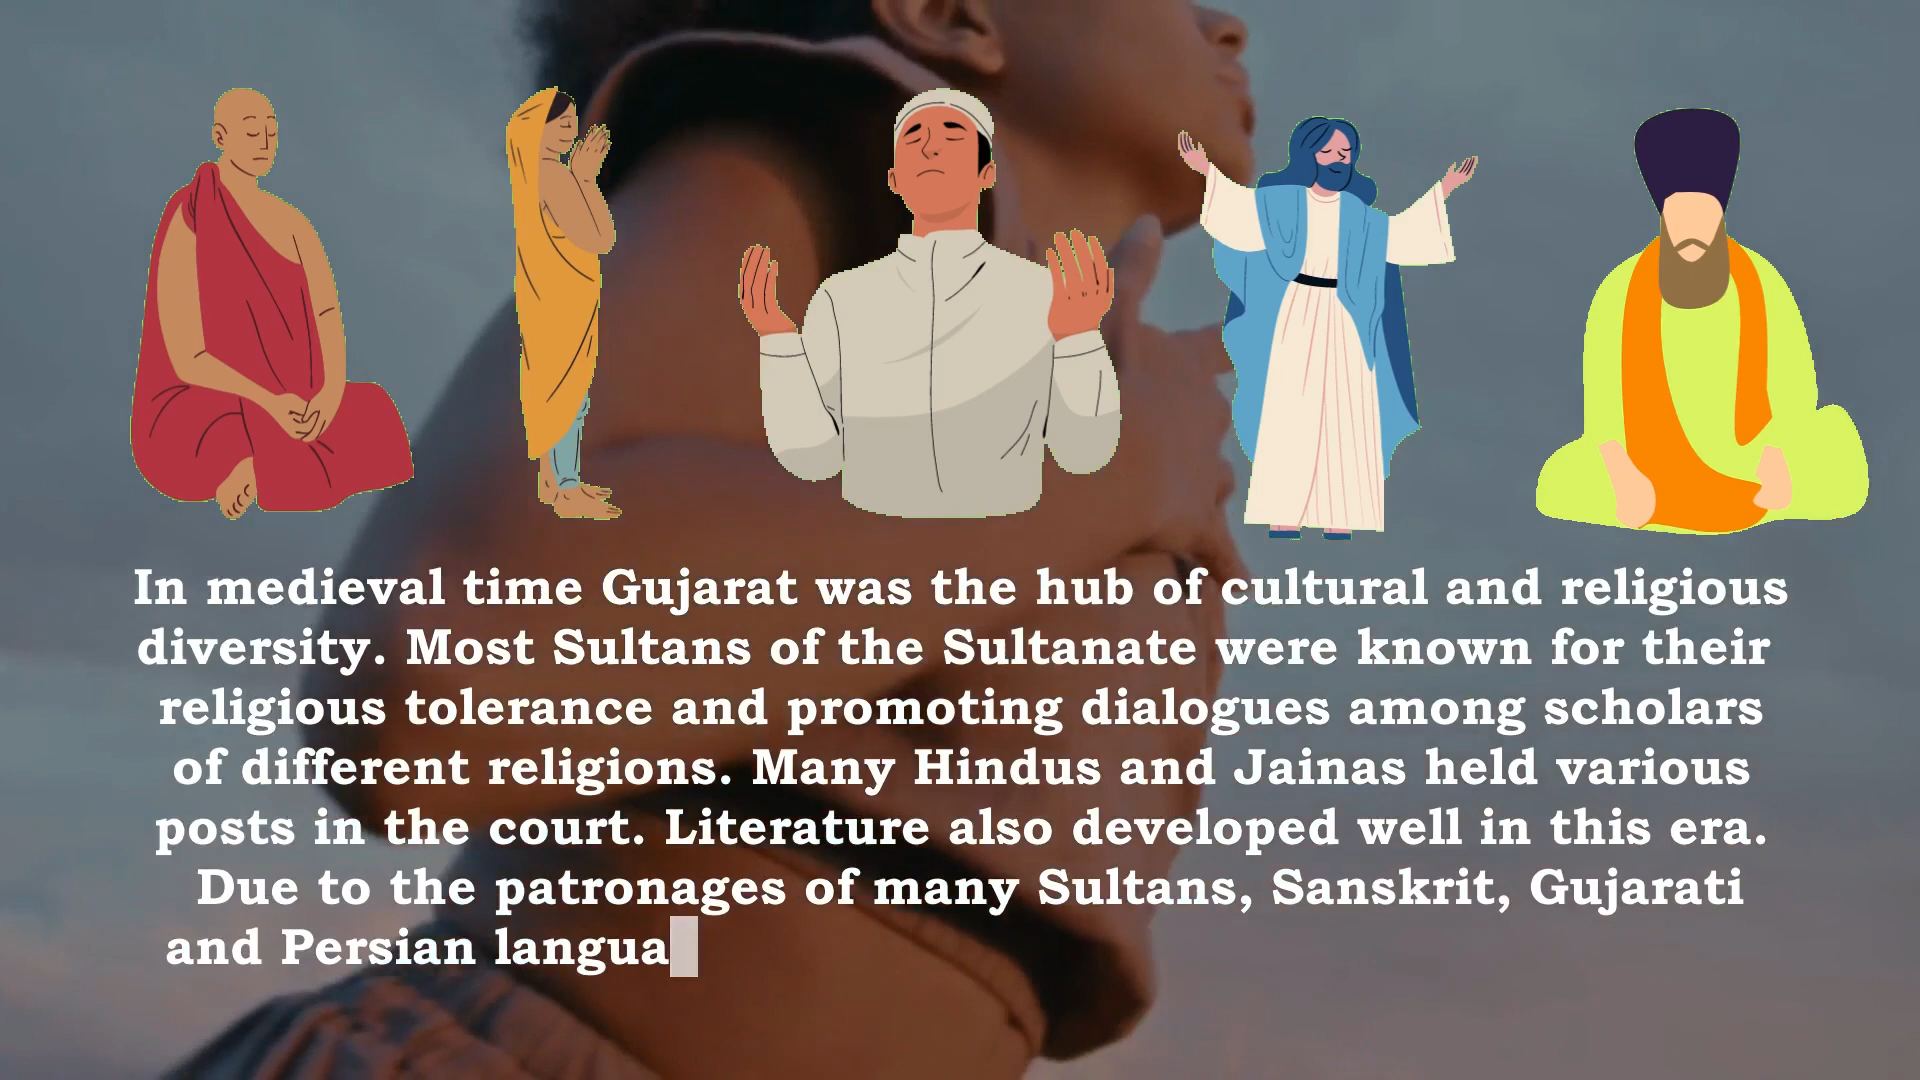 In medieval time Gujarat was the hub of cultural and religious
diversity. Most Sultans of the Sultanate were known for their
religious tolerance and promoting dialogues among scholars
of different religions. Many Hindus and Jainas held various
posts in the court. Literature also developed well in this era.
Due to the patronages of many Sultans, Sanskrit, Gujarati
and Persian langua